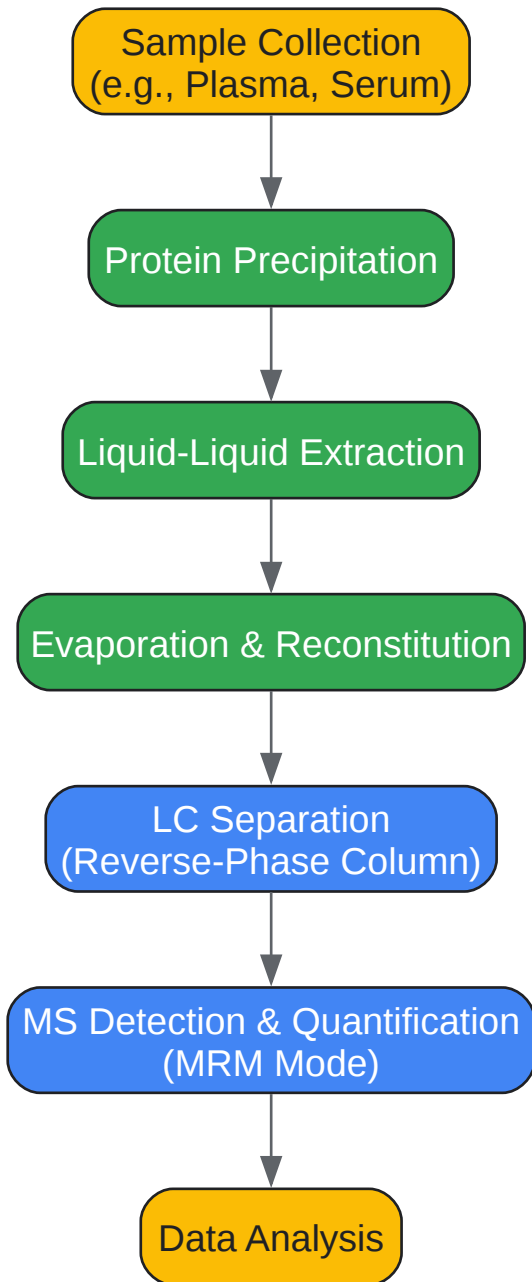 Sample Collection
(e.g., Plasma, Serum)
Protein Precipitation
Liquid-Liquid Extraction
Evaporation & Reconstitution
LC Separation
(Reverse-Phase Column)
MS Detection & Quantification
(MRM Mode)
Data Analysis